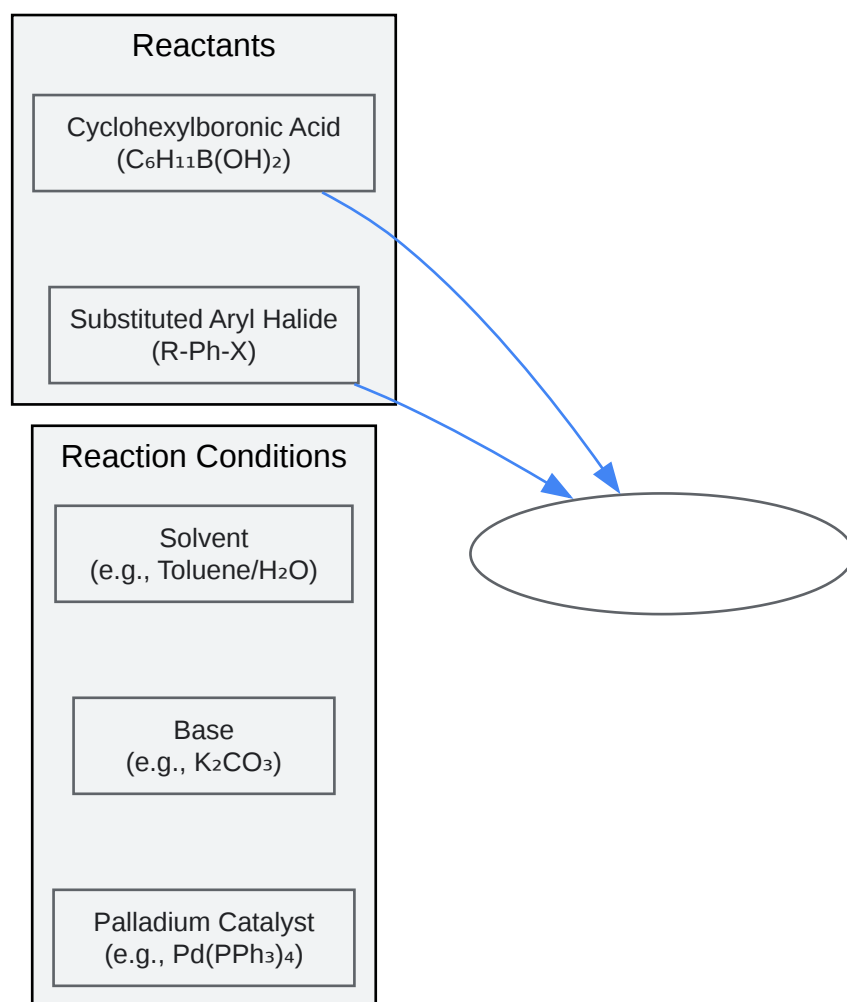 Reactants
Cyclohexylboronic Acid
(C₆H₁₁B(OH)₂)
Substituted Aryl Halide
(R-Ph-X)
Reaction Conditions
Solvent
(e.g., Toluene/H₂O)
Base
(e.g., K₂CO₃)
Palladium Catalyst
(e.g., Pd(PPh₃)₄)